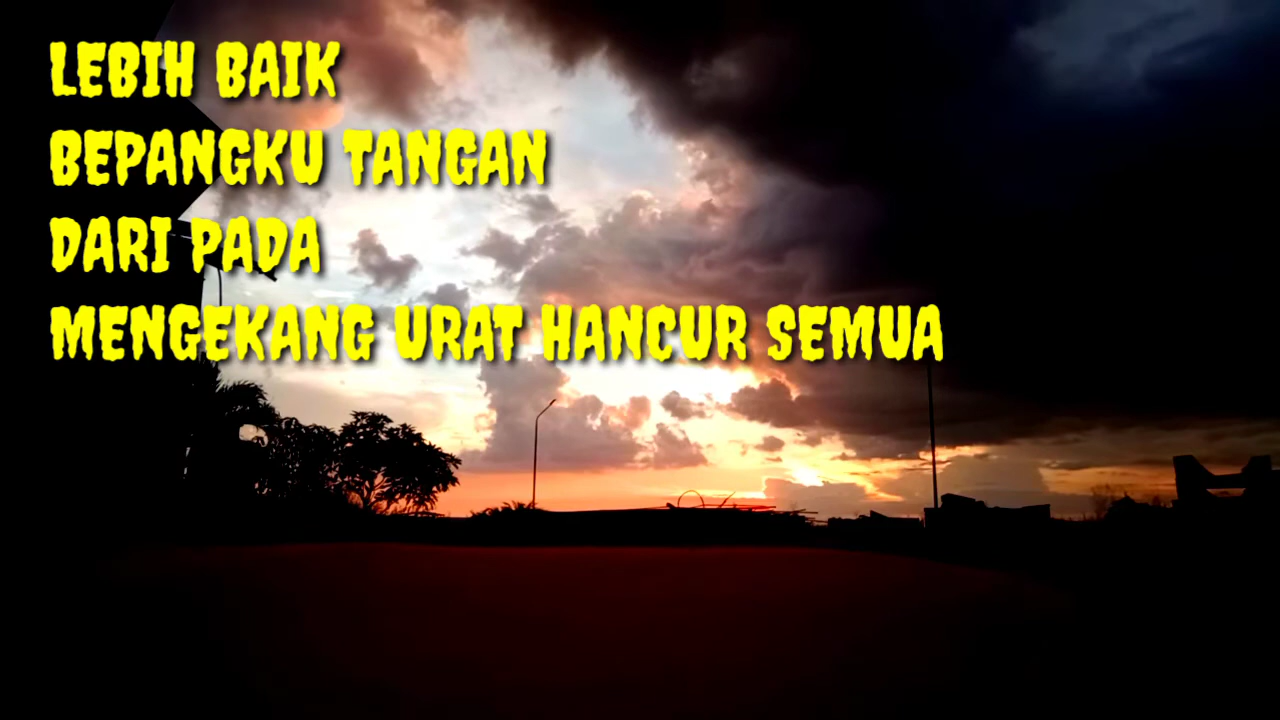 LEBIH BAIK
BEPANGKU TANGAN
DARI PADA
MENGEKANG URAT HANCUR SEMUA